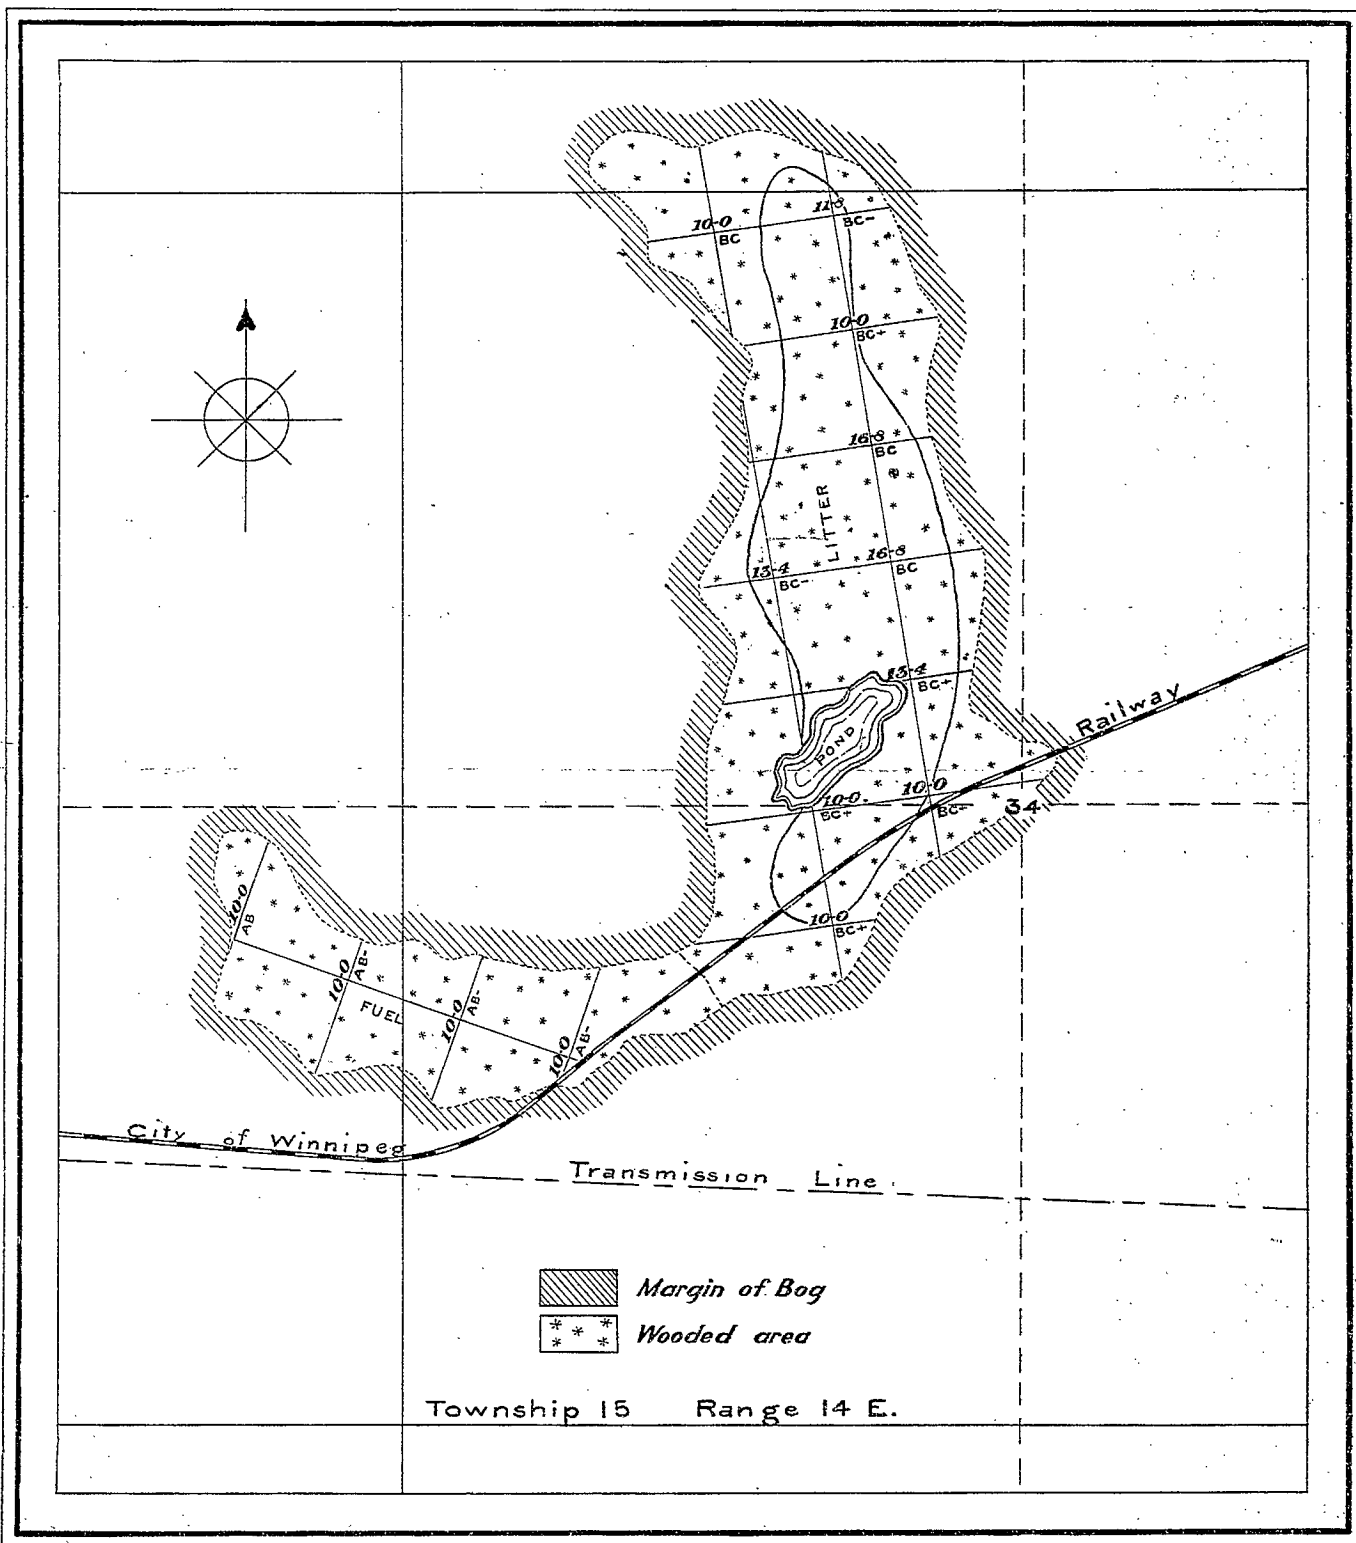 10-0
BC
11-8
BC-
10-0
BC+
16-8
BC
LITTER
16-8
BC
13-4
BC-
13-4
BC+
Railway
POND
10-0
BC-
10-0
BC+
34
10-0
AB
10-0
BC+
10-0
AB-
FUEL
10-0
AB-
10-0
AB-
City of Winnipeg
Transmission Line
Margin of Bog
Wooded area
Township 15 Range 14 E.